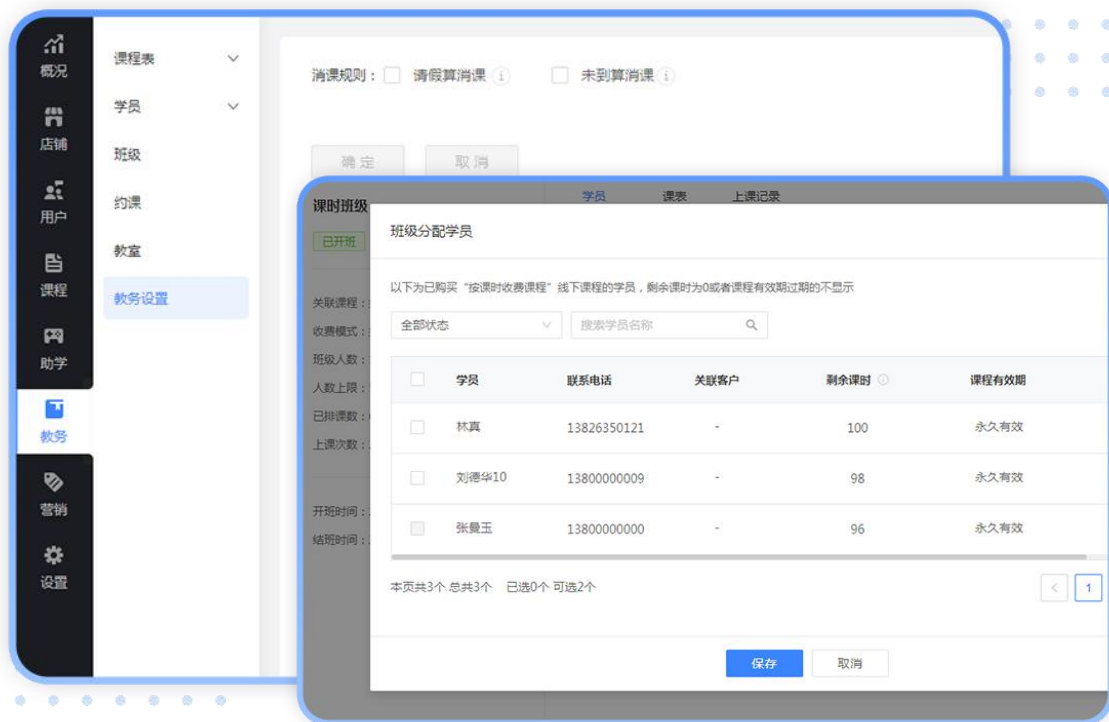 概况
店铺
用户
课程
助学
教务
营销
设置
课程表
学员
班级
约课
教室
教务设置
消课规则： 请假算消课 未到算消课
确定 取消
课时班级
已开班
关联课程：
收费模式：
班级人数：
人数上限：
已排课数：
上课次数：
开班时间：
结班时间：
学员 课表 上课记录
班级分配学员
以下为已购买“按课时收费课程”线下课程的学员，剩余课时为0或者课程有效期过期的不显示
全部状态 搜索学员名称
学员 联系电话 关联客户 剩余课时 课程有效期
林真 13826350121 - 100 永久有效
刘德华10 13800000009 - 98 永久有效
张曼玉 13800000000 - 96 永久有效
本页共3个 总共3个 已选0个 可选2个
< 1
保存 取消